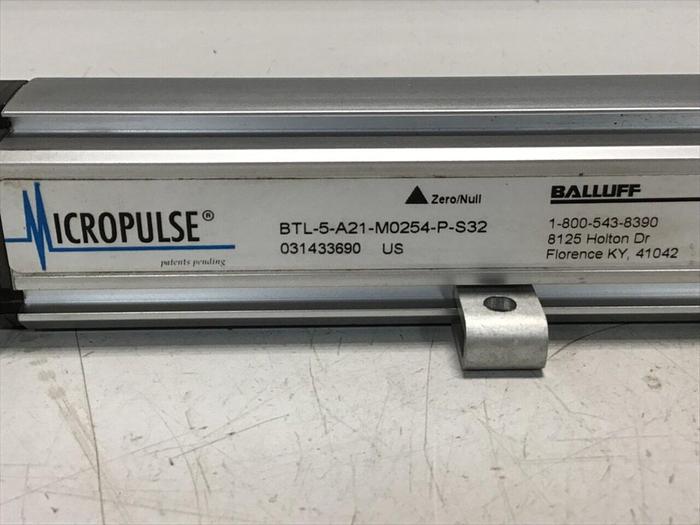 MICROPULSE®
patents pending
Zero/Null
BTL-5-A21-M0254-P-S32
031433690 US
BALLUFF
1-800-543-8390
8125 Holton Dr
Florence KY, 41042